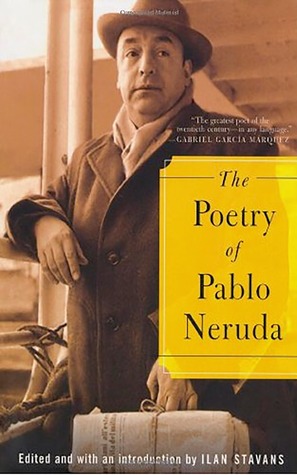 "The greatest poet of the
twentieth century—in any language."
—GABRIEL GARCÍA MÁRQUEZ
The
Poetry
of
Pablo
Neruda
Edited and with an introduction by ILAN STAVANS